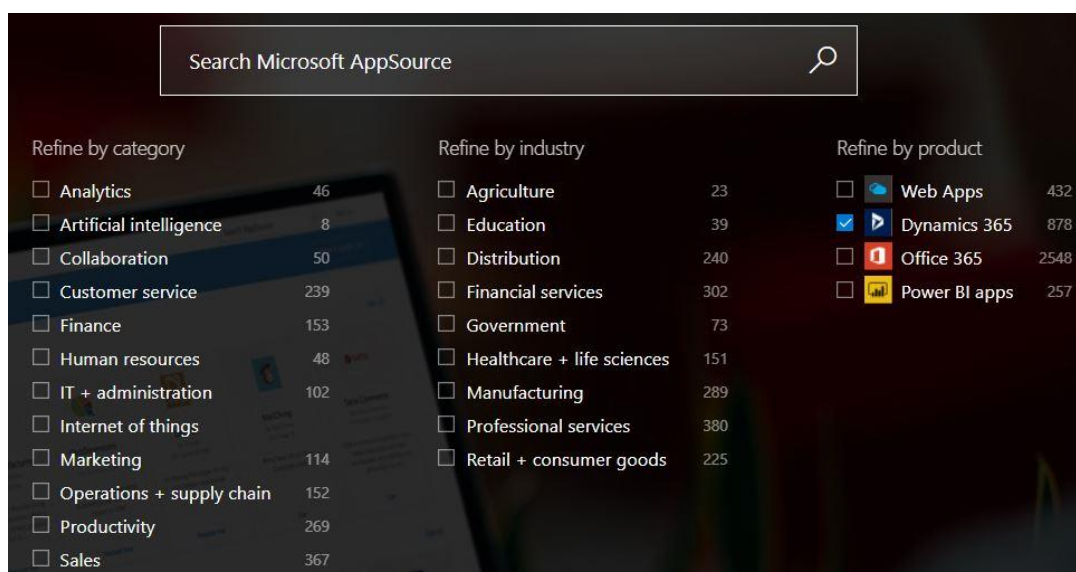 Search Microsoft AppSource
Refine by category
Analytics 46
Artificial intelligence 8
Collaboration 50
Customer service 239
Finance 153
Human resources 48
IT + administration 102
Internet of things
Marketing 114
Operations + supply chain 152
Productivity 269
Sales 367
Refine by industry
Agriculture 23
Education 39
Distribution 240
Financial services 302
Government 73
Healthcare + life sciences 151
Manufacturing 289
Professional services 380
Retail + consumer goods 225
Refine by product
Web Apps 432
Dynamics 365 878
Office 365 2548
Power BI apps 257